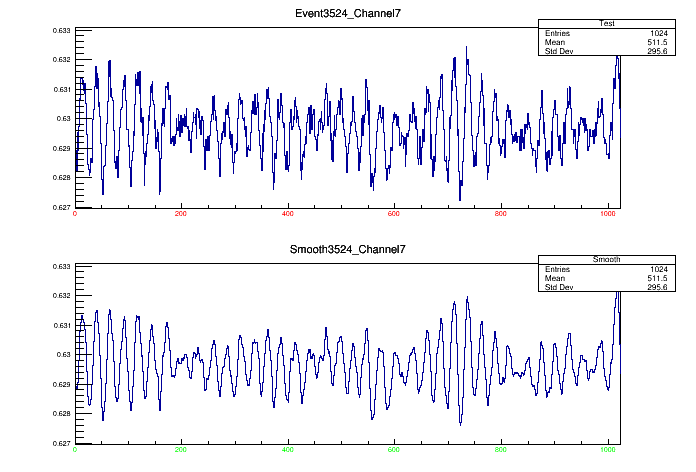 Event3524_Channel7
Test
Entries 1024
Mean 511.5
Std Dev 295.6
0.633
0.632
0.631
0.63
0.629
0.628
0.627
0 200 400 600 800 1000
Smooth3524_Channel7
Smooth
Entries 1024
Mean 511.5
Std Dev 295.6
0.633
0.632
0.631
0.63
0.629
0.628
0.627
0 200 400 600 800 1000